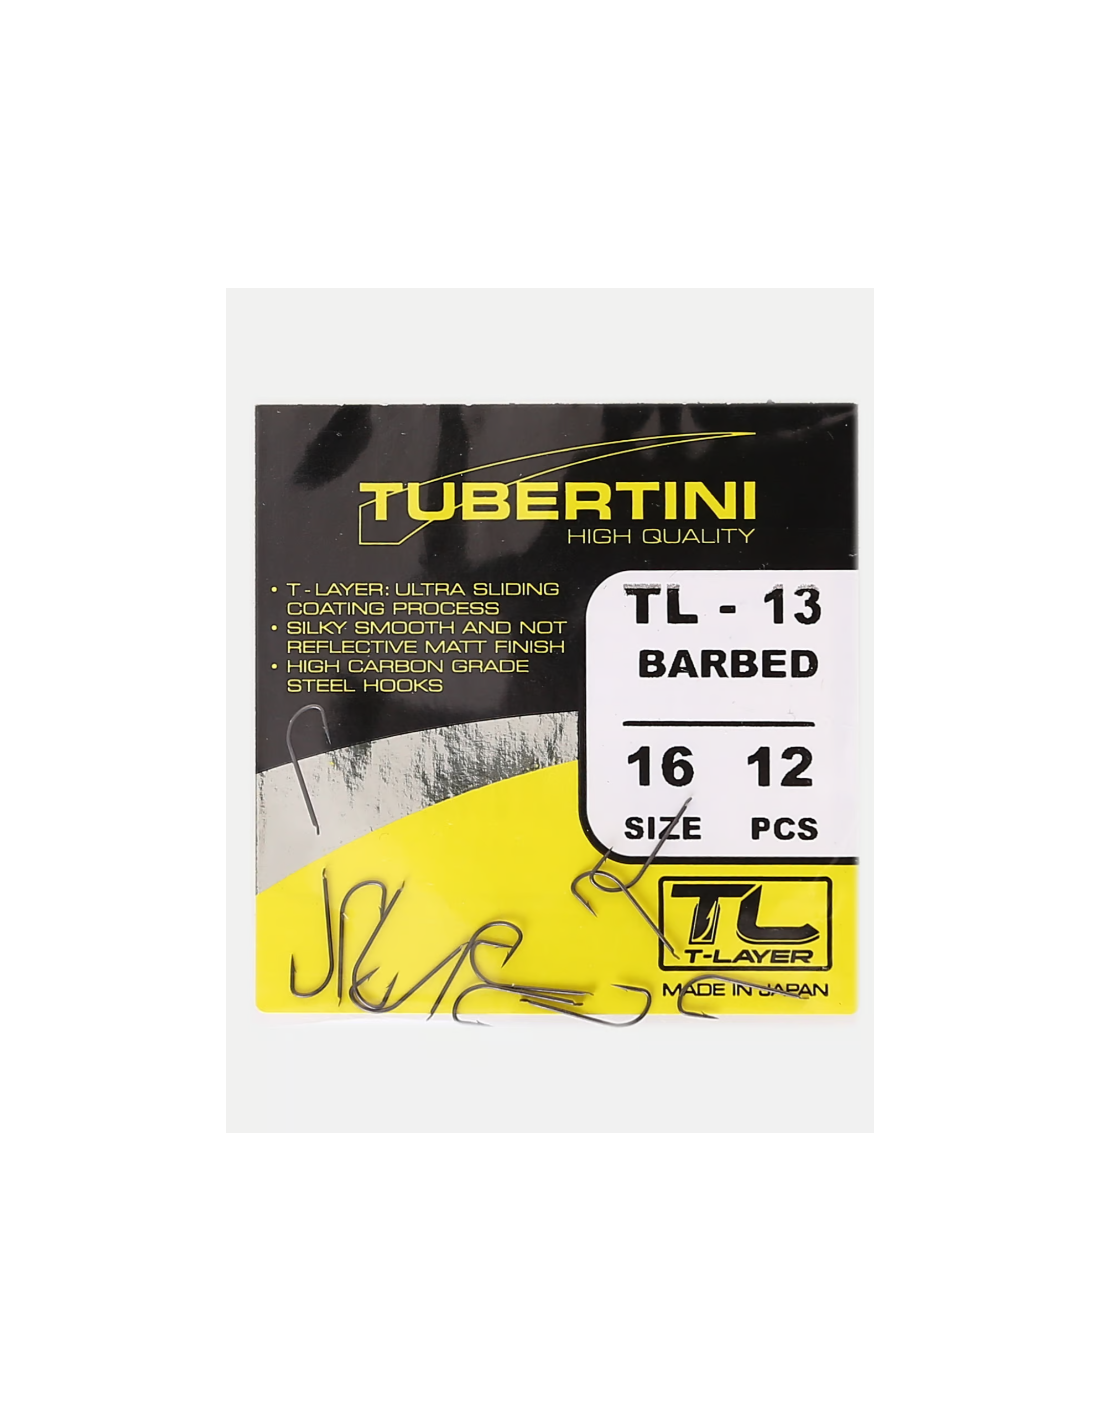 TUBERTINI
HIGH QUALITY
• T-LAYER: ULTRA SLIDING
COATING PROCESS
• SILKY SMOOTH AND NOT
REFLECTIVE MATT FINISH
• HIGH CARBON GRADE
STEEL HOOKS
TL - 13
BARBED
16 12
SIZE PCS
TL
T-LAYER
MADE IN JAPAN